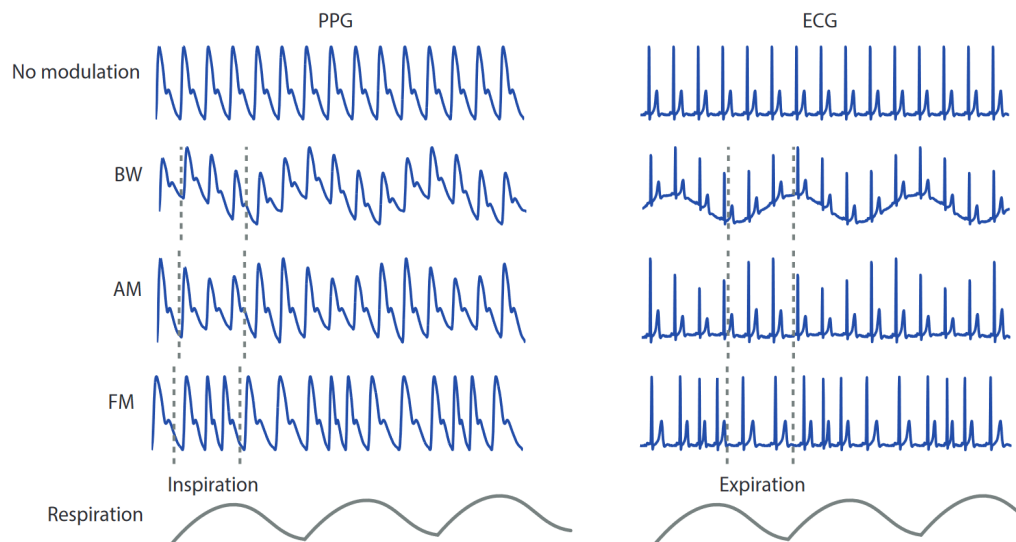 PPG
ECG
No modulation
BW
AM
FM
Inspiration
Expiration
Respiration